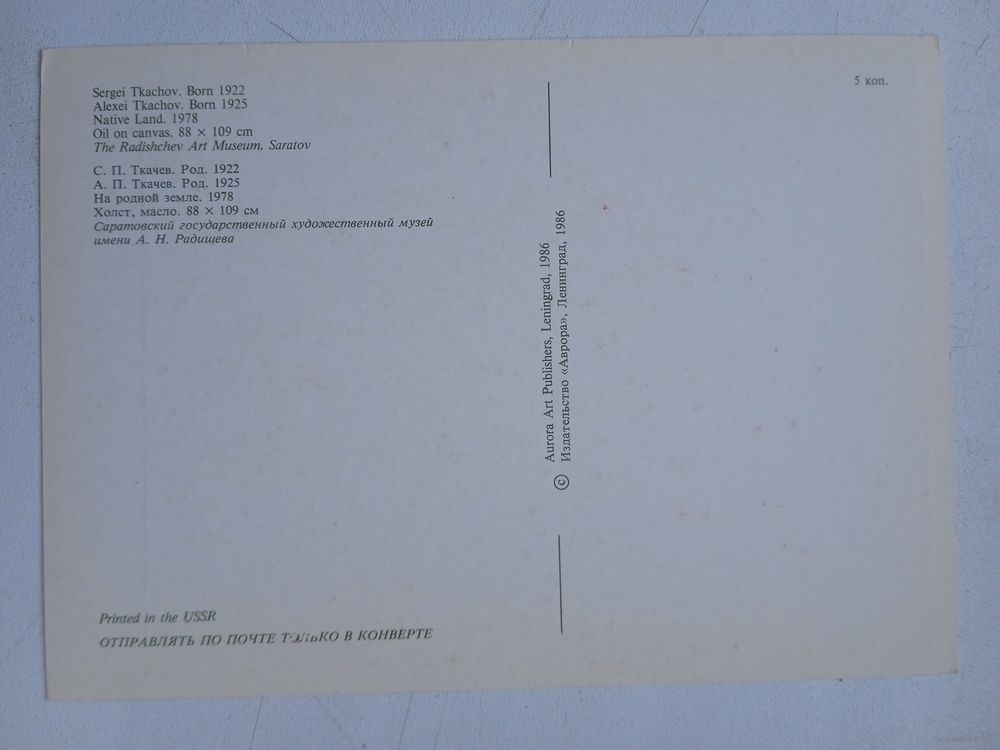 Sergei Tkachov. Born 1922
Alexei Tkachov. Born 1925
Native Land. 1978
Oil on canvas. 88 × 109 cm
The Radishchev Art Museum, Saratov
С. П. Ткачев. Род. 1922
А. П. Ткачев. Род. 1925
На родной земле. 1978
Холст, масло. 88 × 109 см
Саратовский государственный художественный музей
имени А. Н. Радищева
Printed in the USSR
ОТПРАВЛЯТЬ ПО ПОЧТЕ ТОЛЬКО В КОНВЕРТЕ
© Aurora Art Publishers, Leningrad, 1986
Издательство «Аврора», Ленинград, 1986
5 коп.